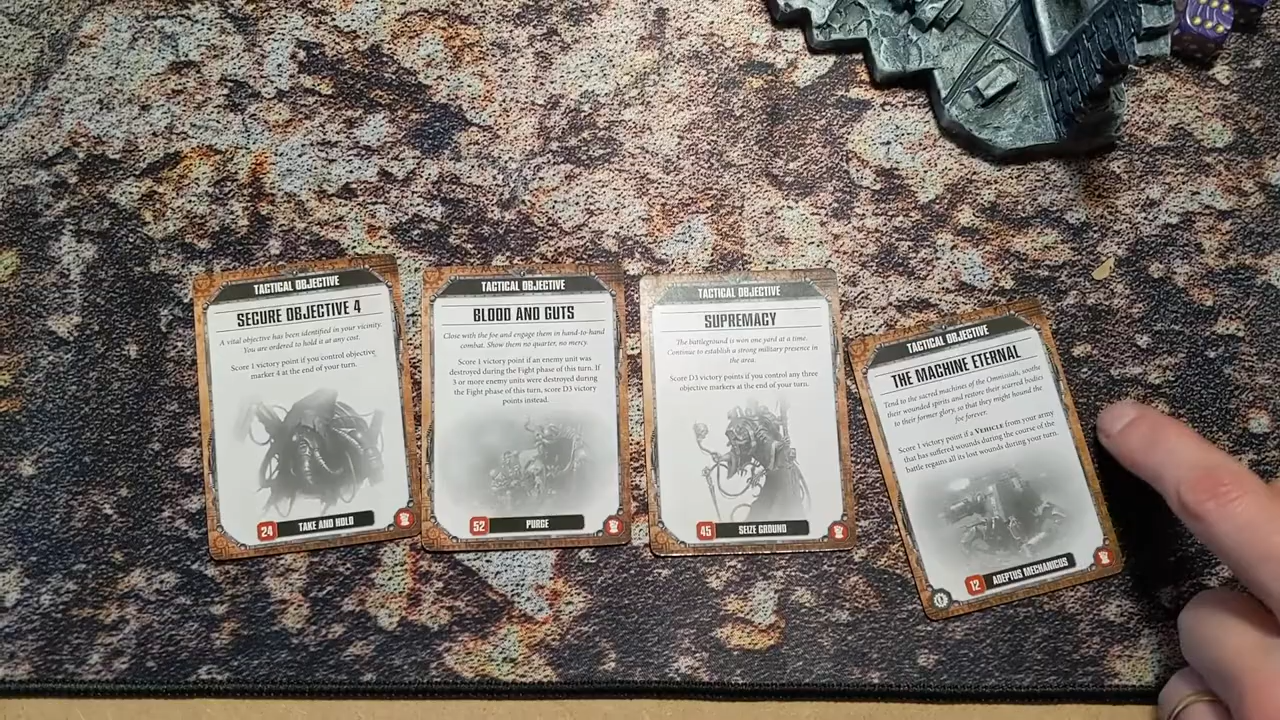 TACTICAL OBJECTIVE
SECURE OBJECTIVE 4
A vital objective has been identified in your vicinity.
You are ordered to hold it at any cost.
Score 1 victory point if you control objective
marker 4 at the end of your turn.
24
TAKE AND HOLD
TACTICAL OBJECTIVE
BLOOD AND GUTS
Close with the foe and engage them in hand-to-hand
combat. Show them no quarter, no mercy.
Score 1 victory point if an enemy unit was
destroyed during the Fight phase of this turn. If
3 or more enemy units were destroyed during
the Fight phase of this turn, score D3 victory
points instead.
52
PURGE
TACTICAL OBJECTIVE
SUPREMACY
The battleground is won one yard at a time.
Continue to establish a strong military presence in
the area.
Score D3 victory points if you control any three
objective markers at the end of your turn.
45
SEIZE GROUND
TACTICAL OBJECTIVE
THE MACHINE ETERNAL
Tend to the sacred machines of the Omnissiah, soothe
their wounded spirits and restore their scarred bodies
to their former glory, so that they might hound the
foe forever.
Score 1 victory point if a VEHICLE from your army
that has suffered wounds during the course of the
battle regains all its lost wounds during your turn.
12
ADEPTUS MECHANICUS